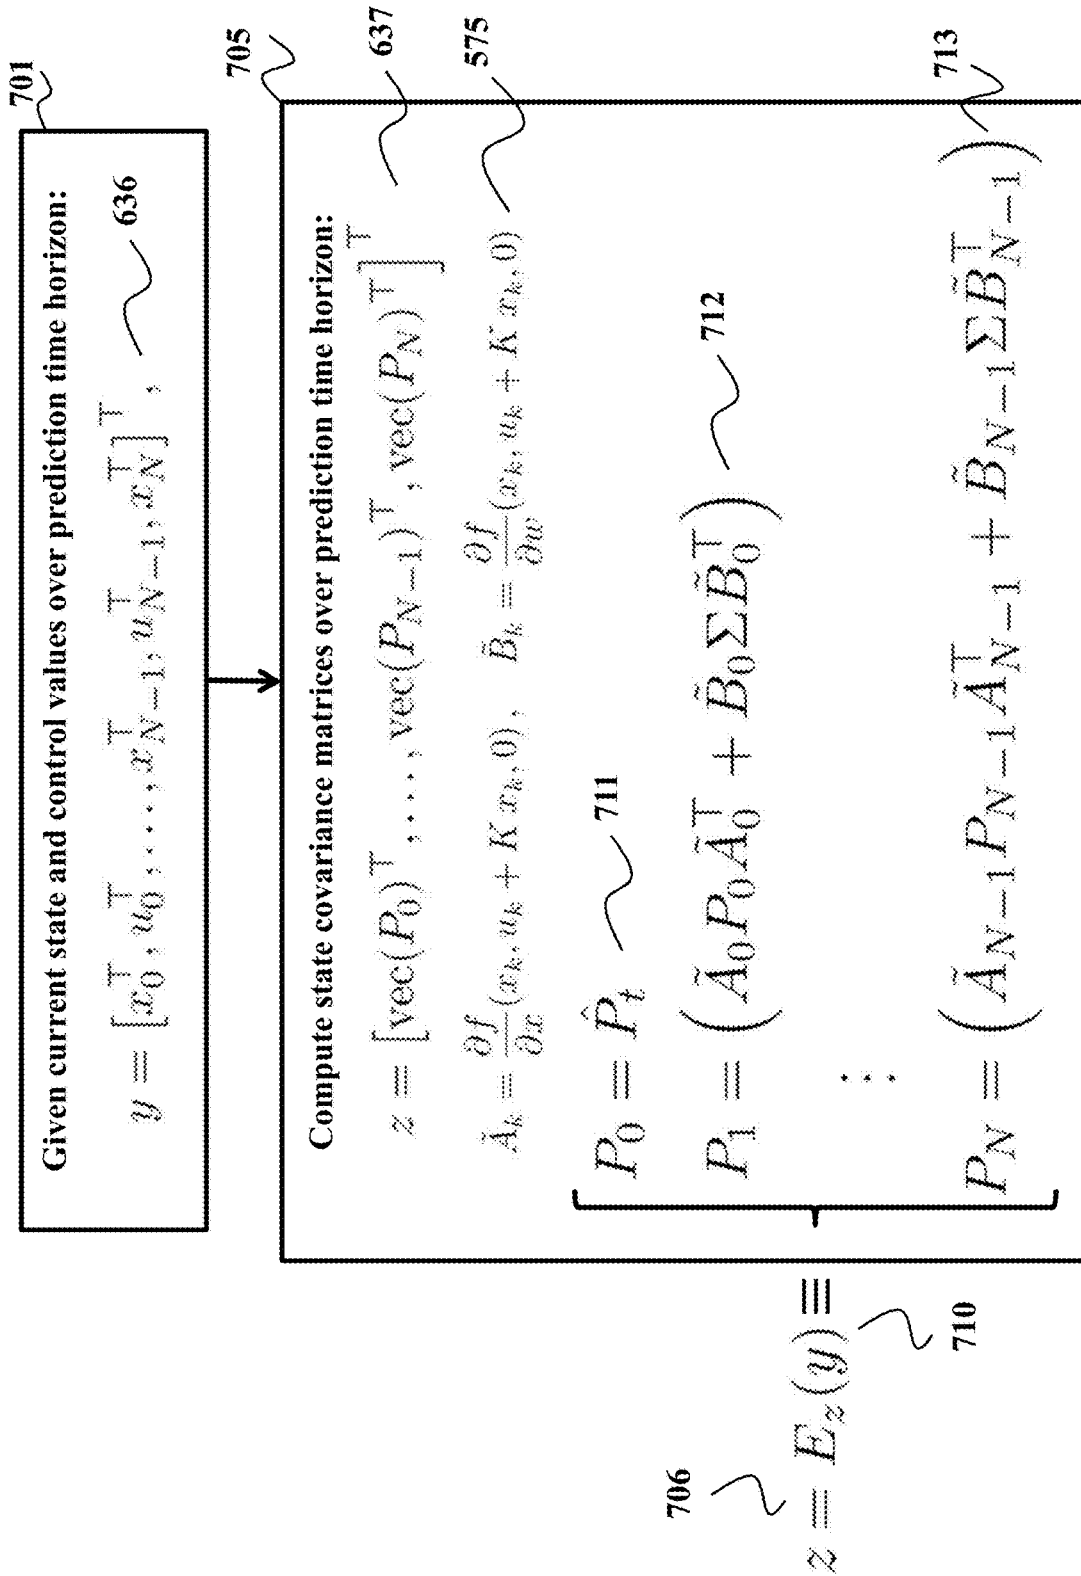 701
Given current state and control values over prediction time horizon:
636
y = [x_0^⊤, u_0^⊤, ..., x_{N-1}^⊤, u_{N-1}^⊤, x_N^⊤]^⊤,
705
Compute state covariance matrices over prediction time horizon:
637
z = [vec(P_0)^⊤, ..., vec(P_{N-1})^⊤, vec(P_N)^⊤]^⊤
575
Ã_k = ∂f/∂x (x_k, u_k + K x_k, 0), B̃_k = ∂f/∂w (x_k, u_k + K x_k, 0)
P_0 = P̂_t
711
P_1 = (Ã_0 P_0 Ã_0^⊤ + B̃_0 Σ B̃_0^⊤)
712
⋮
P_N = (Ã_{N-1} P_{N-1} Ã_{N-1}^⊤ + B̃_{N-1} Σ B̃_{N-1}^⊤)
713
706
z = E_z(y) ≡
710